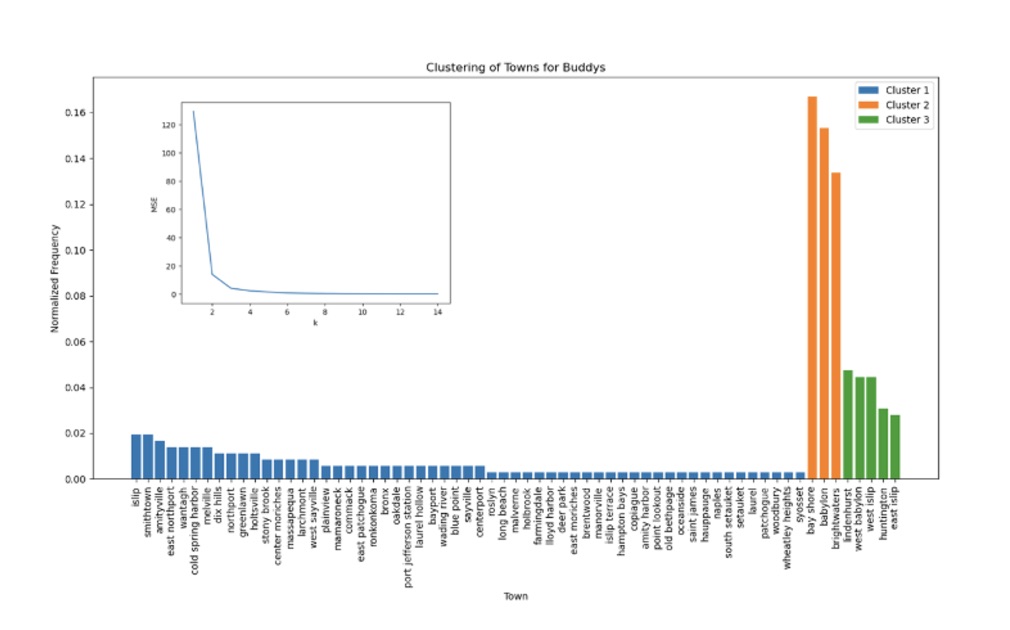 Clustering of Towns for Buddys
Cluster 1
Cluster 2
Cluster 3
Normalized Frequency
0.16
0.14
0.12
0.10
0.08
0.06
0.04
0.02
0.00
MSE
120
100
80
60
40
20
0
2 4 6 8 10 12 14
k
islip
smithtown
amityville
east northport
wantagh
cold spring harbor
melville
dix hills
northport
greenlawn
holtsville
stony brook
center moriches
massapequa
larchmont
west sayville
plainview
mamaroneck
commack
east patchogue
ronkonkoma
bronx
oakdale
port jefferson station
laurel hollow
bayport
wading river
blue point
sayville
centerport
roslyn
long beach
malverne
holbrook
farmingdale
lloyd harbor
deer park
east moriches
brentwood
manorville
islip terrace
hampton bays
copiague
amity harbor
point lookout
old bethpage
oceanside
saint james
hauppauge
naples
south setauket
setauket
laurel
patchogue
woodbury
wheatley heights
syosset
bay shore
babylon
brightwaters
lindenhurst
west babylon
west islip
huntington
east islip
Town